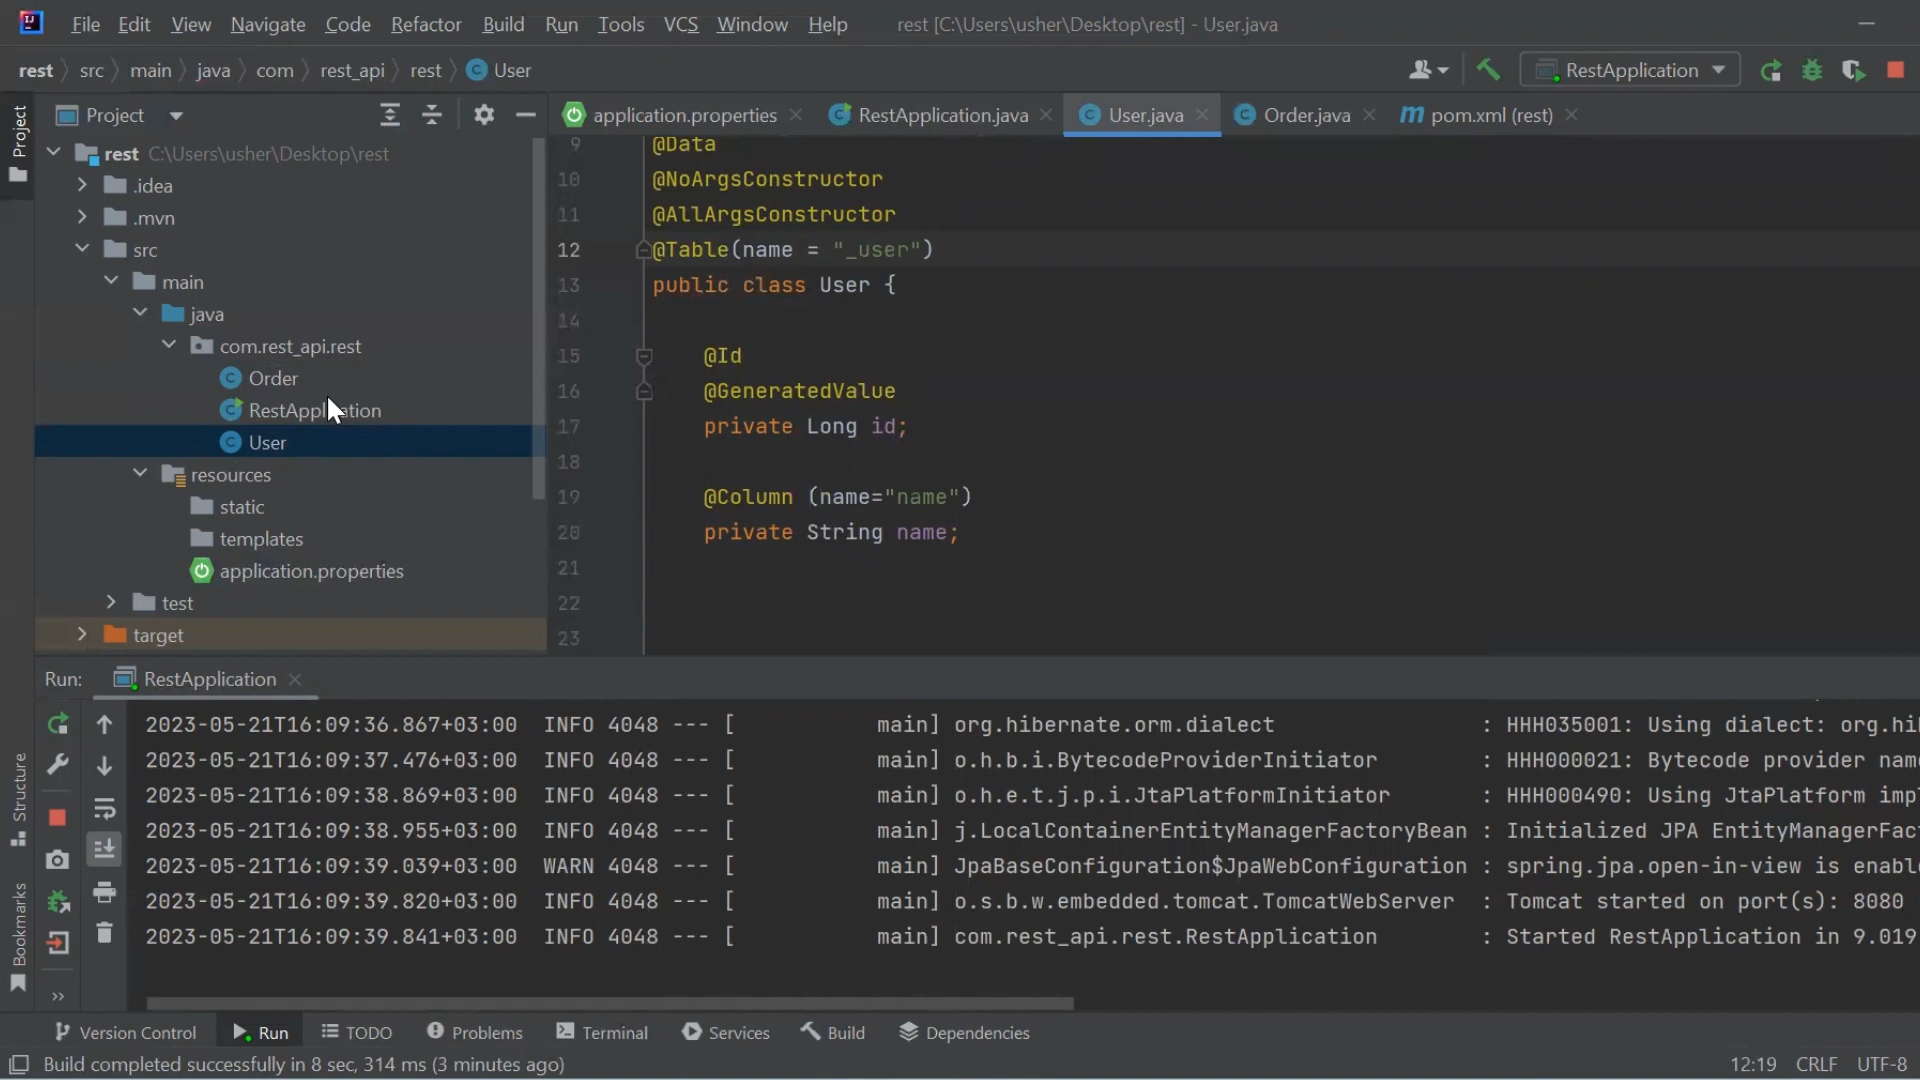 File Edit View Navigate Code Refactor Build Run Tools VCS Window Help rest [C:\Users\usher\Desktop\rest] - User.java
rest src main java com rest_api rest User RestApplication
Project
Project
application.properties RestApplication.java User.java Order.java pom.xml (rest)
rest C:\Users\usher\Desktop\rest
.idea
.mvn
src
main
java
com.rest_api.rest
Order
RestApplication
User
resources
static
templates
application.properties
test
target
9 @Data
10 @NoArgsConstructor
11 @AllArgsConstructor
12 @Table(name = "_user")
13 public class User {
14
15 @Id
16 @GeneratedValue
17 private Long id;
18
19 @Column (name="name")
20 private String name;
21
22
23
Run: RestApplication
2023-05-21T16:09:36.867+03:00 INFO 4048 --- [ main] org.hibernate.orm.dialect : HHH035001: Using dialect: org.hi
2023-05-21T16:09:37.476+03:00 INFO 4048 --- [ main] o.h.b.i.BytecodeProviderInitiator : HHH000021: Bytecode provider nam
2023-05-21T16:09:38.869+03:00 INFO 4048 --- [ main] o.h.e.t.j.p.i.JtaPlatformInitiator : HHH000490: Using JtaPlatform imp
2023-05-21T16:09:38.955+03:00 INFO 4048 --- [ main] j.LocalContainerEntityManagerFactoryBean : Initialized JPA EntityManagerFac
2023-05-21T16:09:39.039+03:00 WARN 4048 --- [ main] JpaBaseConfiguration$JpaWebConfiguration : spring.jpa.open-in-view is enabl
2023-05-21T16:09:39.820+03:00 INFO 4048 --- [ main] o.s.b.w.embedded.tomcat.TomcatWebServer : Tomcat started on port(s): 8080
2023-05-21T16:09:39.841+03:00 INFO 4048 --- [ main] com.rest_api.rest.RestApplication : Started RestApplication in 9.019
Structure
Bookmarks
Version Control Run TODO Problems Terminal Services Build Dependencies
Build completed successfully in 8 sec, 314 ms (3 minutes ago) 12:19 CRLF UTF-8